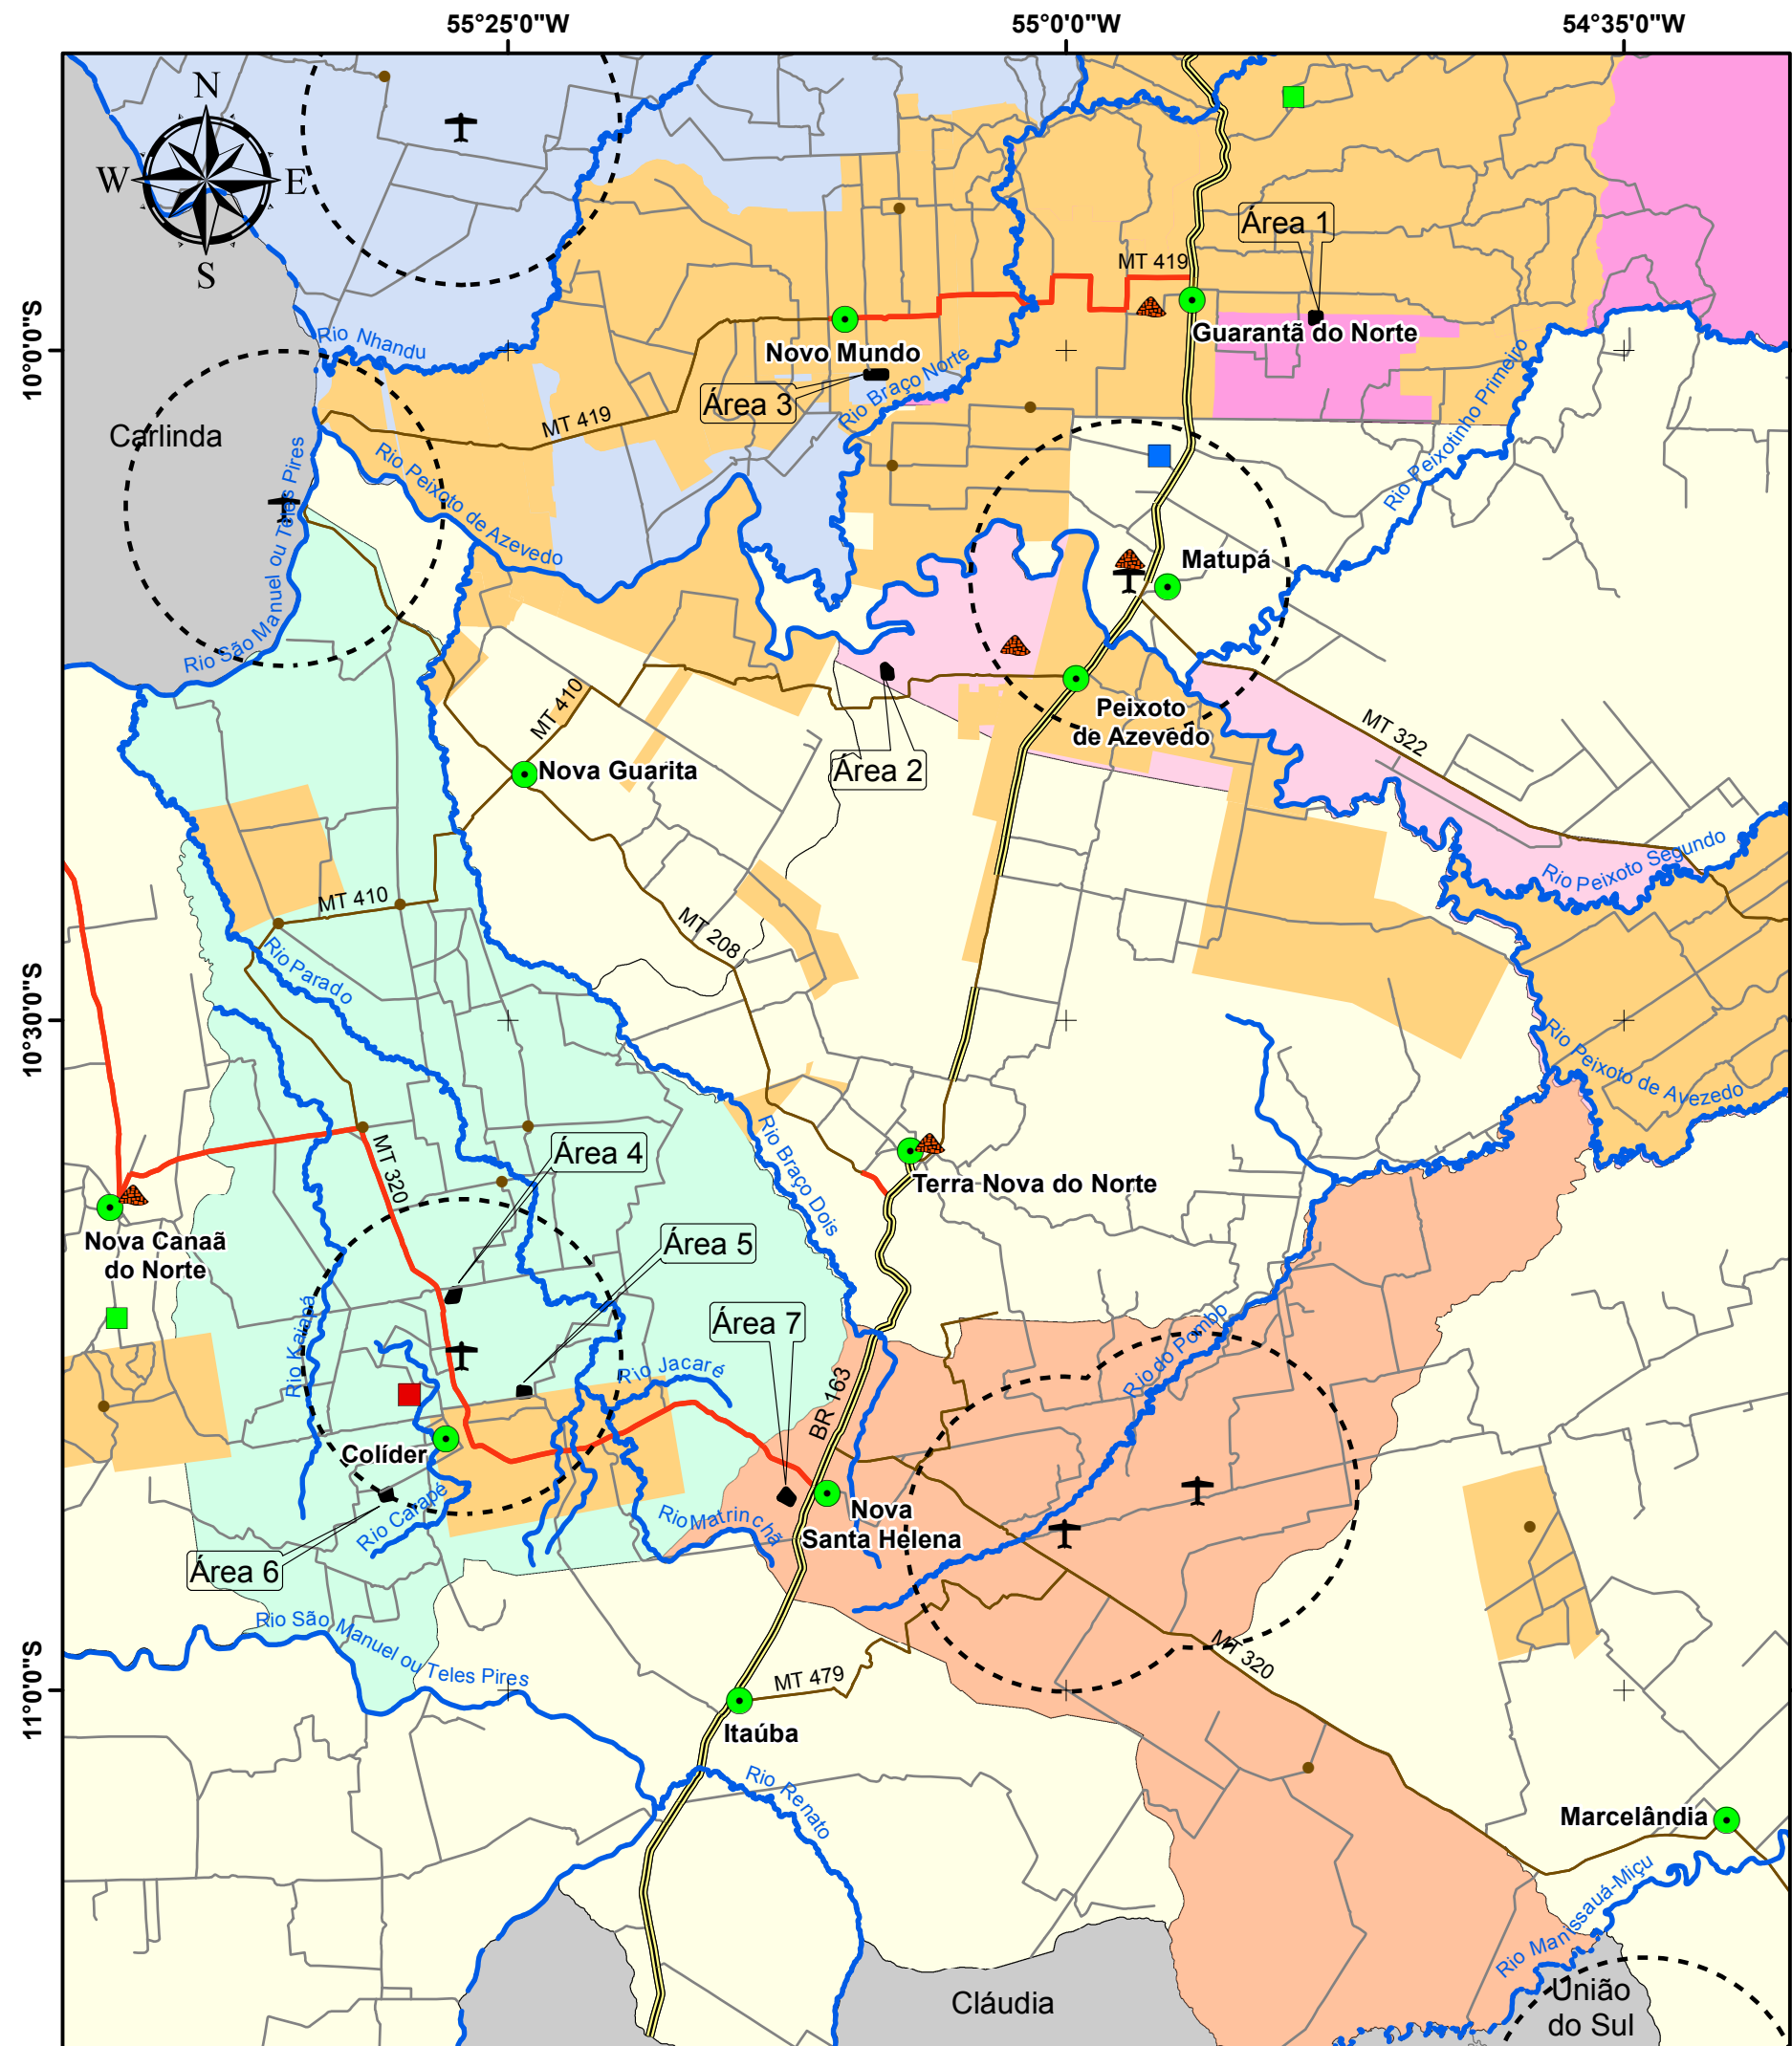 55°25'0"W
55°0'0"W
54°35'0"W
N
W
E
S
Área 1
MT 419
Guarantã do Norte
10°0'0"S
Rio Nhandu
Novo Mundo
Rio Braço Norte
Área 3
MT 419
Carlinda
Rio Peixotinho Primeiro
Rio Peixoto de Azevedo
Rio São Manuel ou Teles Pires
Matupá
MT 410
Peixoto
de Azevedo
MT 322
Nova Guarita
Área 2
Rio Peixoto Segundo
MT 410
MT 208
Rio Parado
10°30'0"S
Rio Peixoto de Avezedo
MT 320
Área 4
Rio Braço Dois
Terra Nova do Norte
Nova Canaã
do Norte
Área 5
Rio Kaiapá
Área 7
Rio do Pombo
Rio Jacaré
BR 163
Colíder
Rio Carapé
Rio Matrinchã
Nova
Santa Helena
Área 6
Rio São Manuel ou Teles Pires
MT 320
11°0'0"S
MT 479
Itaúba
Rio Renato
Marcelândia
Rio Manissauá-Miçu
Cláudia
União
do Sul